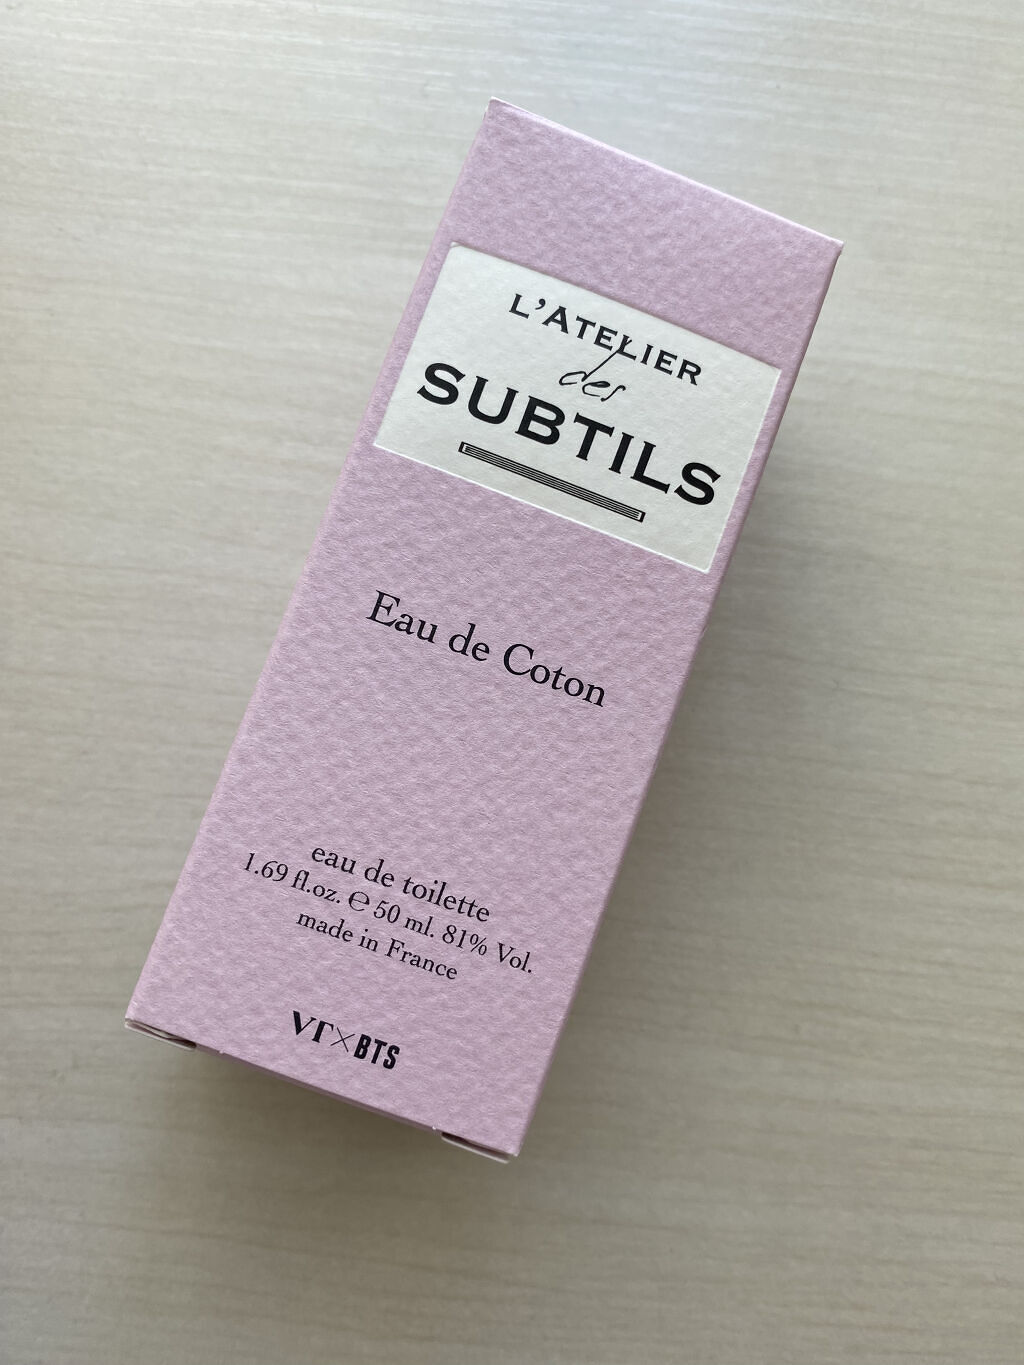 L'ATELIER
des
SUBTILS
Eau de Coton
eau de toilette
1.69 fl.oz. ℮ 50 ml. 81% Vol.
made in France
VT×BTS